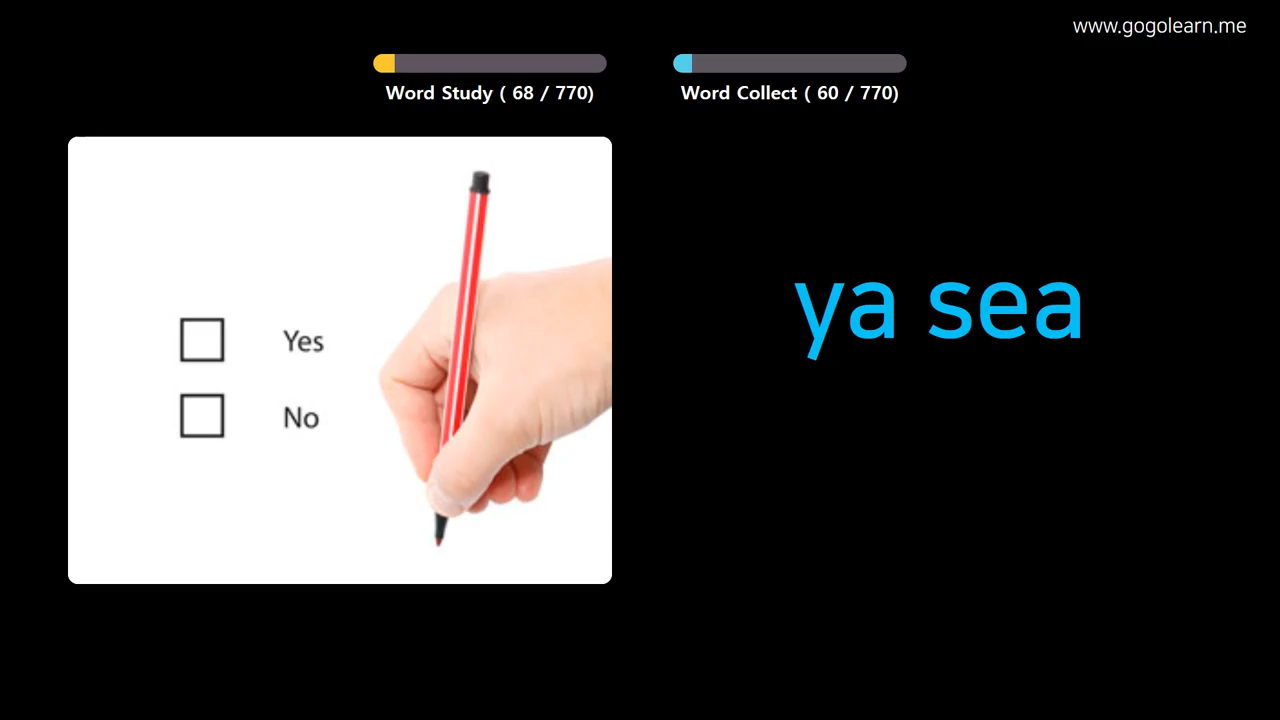 www.gogolearn.me
Word Study ( 68 / 770)
Word Collect ( 60 / 770)
Yes
No
ya sea